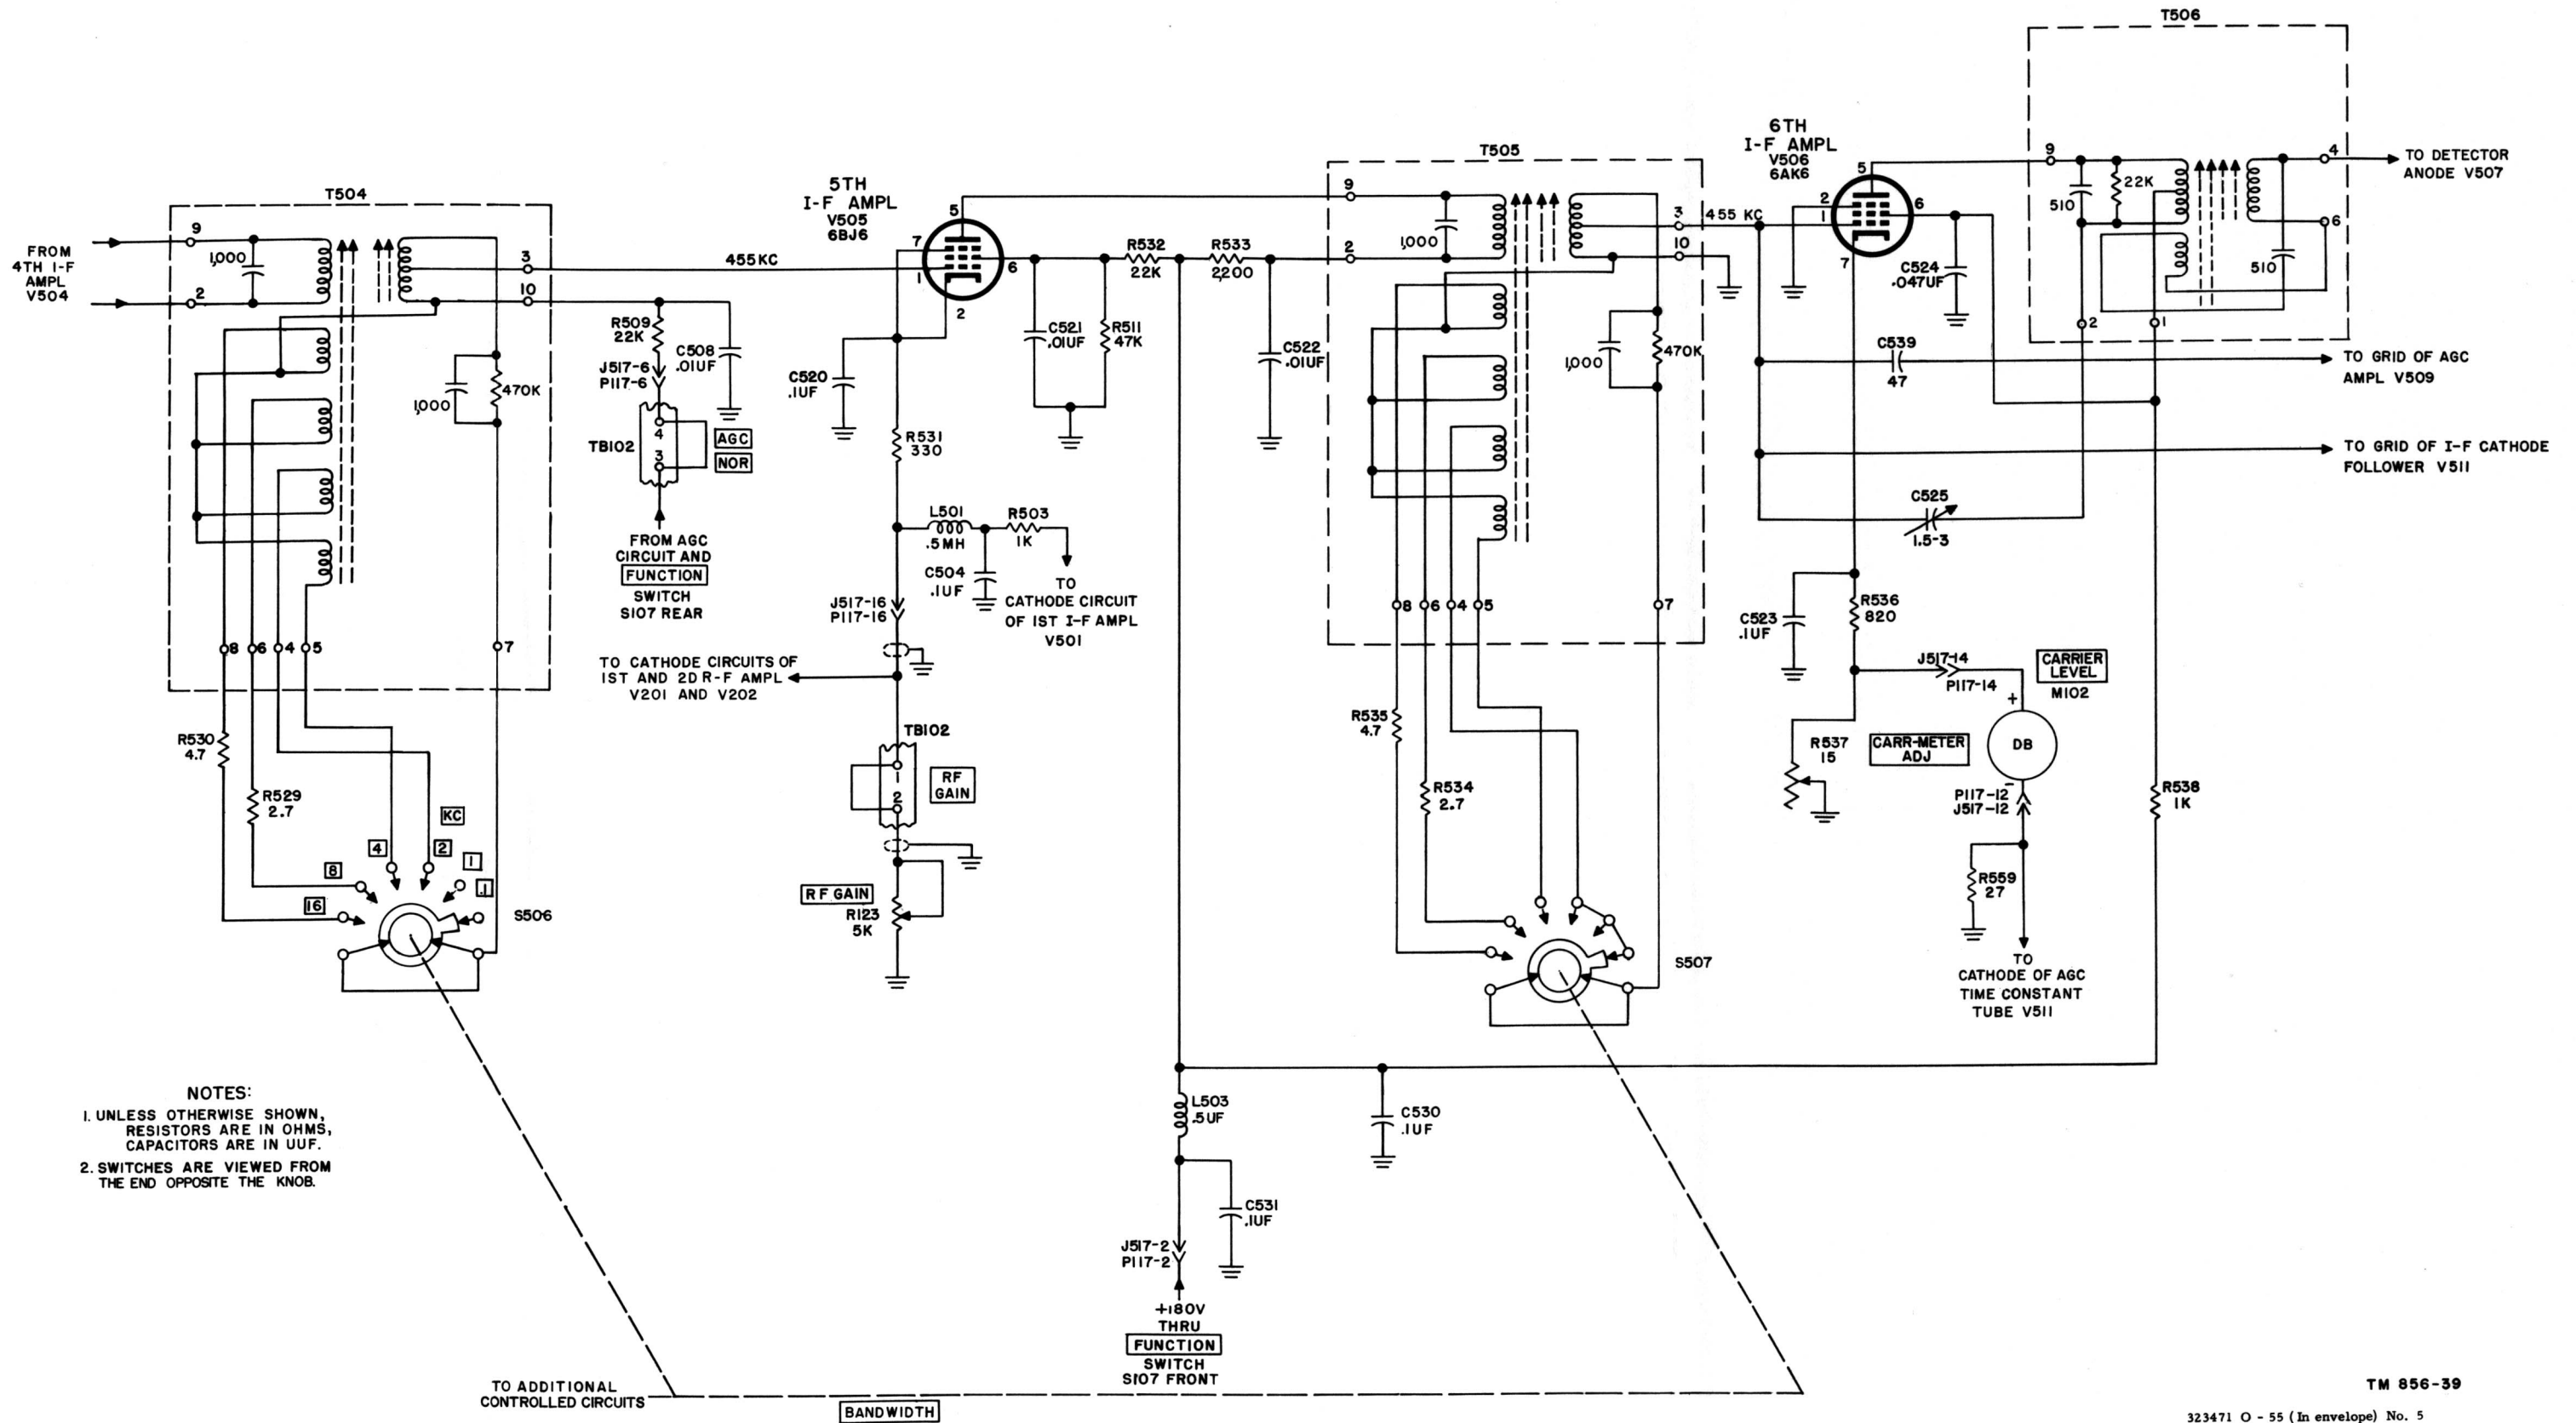 T506
6TH
I-F AMPL
V506
6AK6
9
4
TO DETECTOR
ANODE V507
5
2
1
6
7
22K
510
6
510
2
1
C524
.047UF
T505
9
1,000
2
3
455 KC
10
1,000
470K
8
6
4
5
7
5TH
I-F AMPL
V505
6BJ6
5
7
1
6
2
R532
22K
R533
2,200
C521
.01UF
R511
47K
C522
.01UF
C520
.1UF
R531
330
T504
FROM
4TH I-F
AMPL
V504
9
1,000
2
3
455KC
10
1,000
470K
8
6
4
5
7
R509
22K
C508
.01UF
J517-6
P117-6
TB102
4
3
AGC
NOR
FROM AGC
CIRCUIT AND
FUNCTION
SWITCH
S107 REAR
L501
.5MH
R503
1K
C504
.1UF
TO
CATHODE CIRCUIT
OF 1ST I-F AMPL
V501
J517-16
P117-16
TO CATHODE CIRCUITS OF
1ST AND 2D R-F AMPL
V201 AND V202
TB102
1
2
RF
GAIN
RF GAIN
R123
5K
C539
47
TO GRID OF AGC
AMPL V509
TO GRID OF I-F CATHODE
FOLLOWER V511
C525
1.5-3
C523
.1UF
R536
820
J517-14
P117-14
CARRIER
LEVEL
M102
+
DB
-
R537
15
CARR-METER
ADJ
P117-12
J517-12
R559
27
TO
CATHODE OF AGC
TIME CONSTANT
TUBE V511
R538
1K
R530
4.7
R529
2.7
KC
4
2
1
.1
8
16
S506
R535
4.7
R534
2.7
S507
L503
.5UF
C530
.1UF
C531
.1UF
J517-2
P117-2
+180V
THRU
FUNCTION
SWITCH
S107 FRONT
NOTES:
1. UNLESS OTHERWISE SHOWN,
RESISTORS ARE IN OHMS,
CAPACITORS ARE IN UUF.
2. SWITCHES ARE VIEWED FROM
THE END OPPOSITE THE KNOB.
TO ADDITIONAL
CONTROLLED CIRCUITS
BANDWIDTH
TM 856-39
323471 O - 55 (In envelope) No. 5